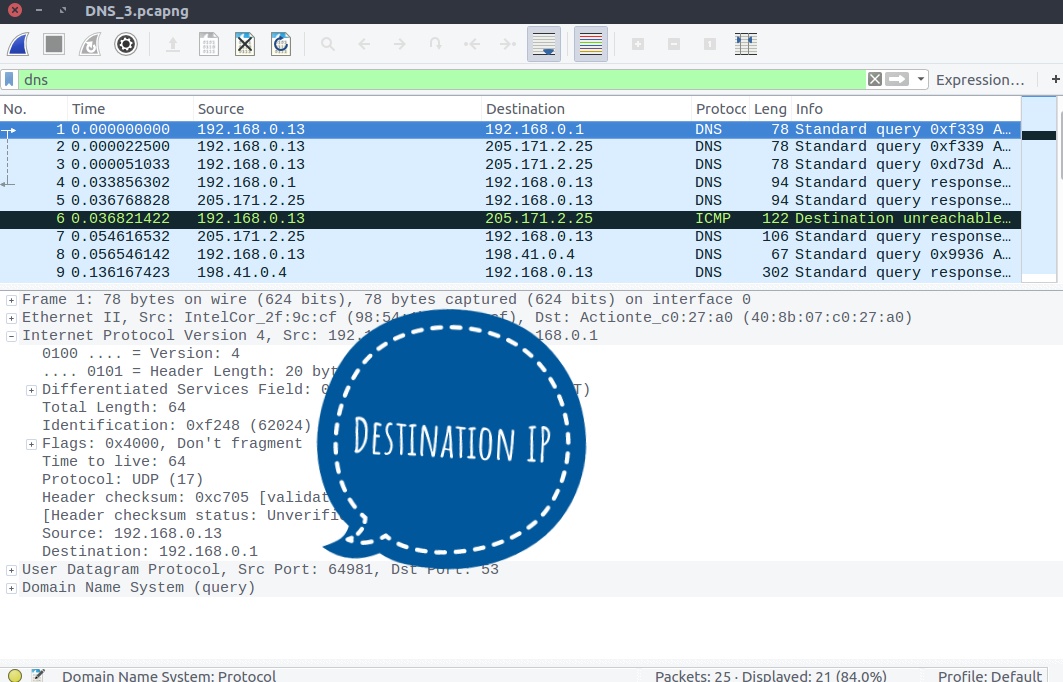 DNS_3.pcapng
dns
Expression…
+
No. Time Source Destination Protoc Leng Info
1 0.000000000 192.168.0.13 192.168.0.1 DNS 78 Standard query 0xf339 A…
2 0.000022500 192.168.0.13 205.171.2.25 DNS 78 Standard query 0xf339 A…
3 0.000051033 192.168.0.13 205.171.2.25 DNS 78 Standard query 0xd73d A…
4 0.033856302 192.168.0.1 192.168.0.13 DNS 94 Standard query response…
5 0.036768828 205.171.2.25 192.168.0.13 DNS 94 Standard query response…
6 0.036821422 192.168.0.13 205.171.2.25 ICMP 122 Destination unreachable…
7 0.054616532 205.171.2.25 192.168.0.13 DNS 106 Standard query response…
8 0.056546142 192.168.0.13 198.41.0.4 DNS 67 Standard query 0x9936 A…
9 0.136167423 198.41.0.4 192.168.0.13 DNS 302 Standard query response…
Frame 1: 78 bytes on wire (624 bits), 78 bytes captured (624 bits) on interface 0
Ethernet II, Src: IntelCor_2f:9c:cf (98:54: Dst: Actionte_c0:27:a0 (40:8b:07:c0:27:a0)
Internet Protocol Version 4, Src: 192. 168.0.1
0100 .... = Version: 4
.... 0101 = Header Length: 20 byt
Differentiated Services Field: 0 T)
Total Length: 64
Identification: 0xf248 (62024)
Flags: 0x4000, Don't fragment
DESTINATION IP
Time to live: 64
Protocol: UDP (17)
Header checksum: 0xc705 [validat
[Header checksum status: Unverifi
Source: 192.168.0.13
Destination: 192.168.0.1
User Datagram Protocol, Src Port: 64981, Dst Port: 53
Domain Name System (query)
Domain Name System: Protocol Packets: 25 · Displayed: 21 (84.0%) Profile: Default